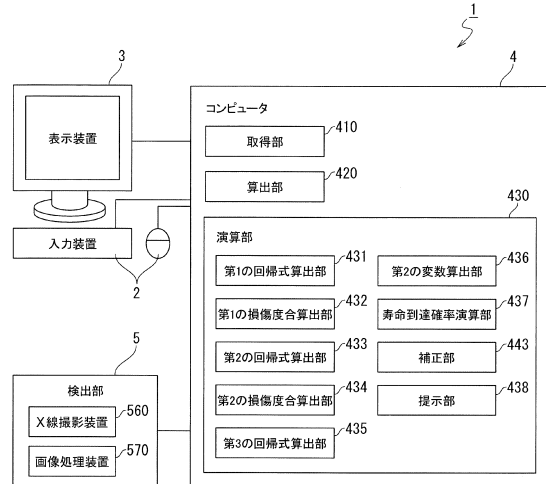 1
3
4
表示装置
入力装置
2
コンピュータ
取得部
410
算出部
420
430
演算部
第1の回帰式算出部
431
第1の損傷度合算出部
432
第2の回帰式算出部
433
第2の損傷度合算出部
434
第3の回帰式算出部
435
第2の変数算出部
436
寿命到達確率演算部
437
補正部
443
提示部
438
5
検出部
X線撮影装置
560
画像処理装置
570